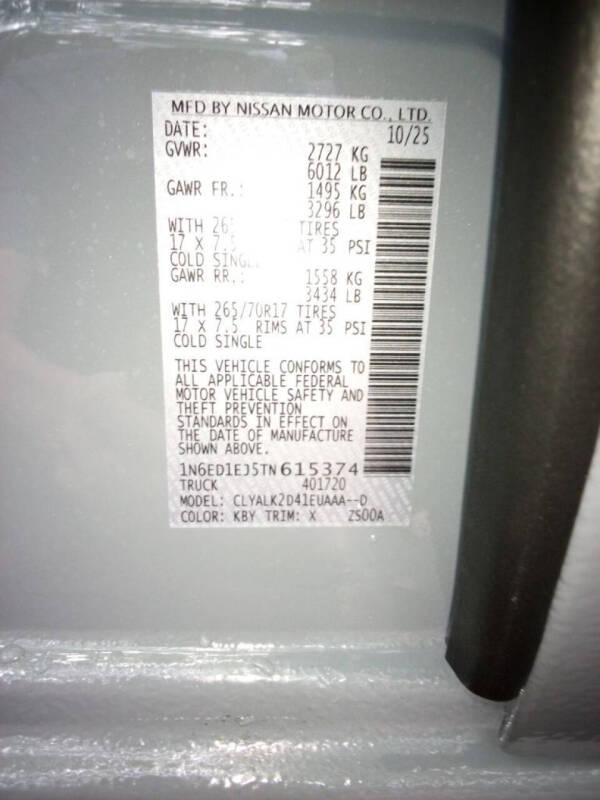 MFD BY NISSAN MOTOR CO., LTD.
DATE: 10/25
GVWR: 2727 KG
6012 LB
GAWR FR.: 1495 KG
3296 LB
WITH TIRES
17 X 7.5 AT 35 PSI
COLD
GAWR RR.: 1558 KG
3434 LB
WITH 265/70R17 TIRES
17 X 7.5 RIMS AT 35 PSI
COLD SINGLE
THIS VEHICLE CONFORMS TO
ALL APPLICABLE FEDERAL
MOTOR VEHICLE SAFETY AND
THEFT PREVENTION
STANDARDS IN EFFECT ON
THE DATE OF MANUFACTURE
SHOWN ABOVE.
1N6ED1EJ5TN615374
TRUCK 401720
MODEL: CLYALK2D41EUAAA--D
COLOR: KBY TRIM: X ZS00A